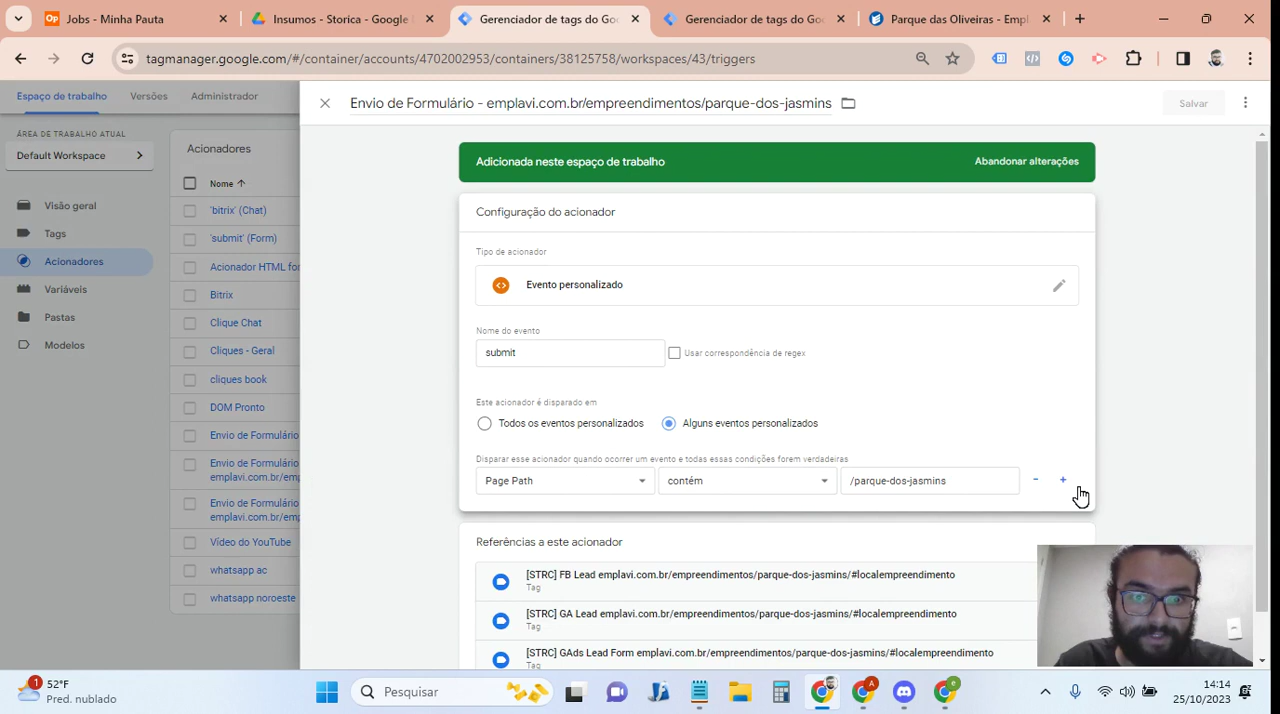 Jobs - Minha Pauta
Insumos - Storica - Google
Gerenciador de tags do Goo
Gerenciador de tags do Goo
Parque das Oliveiras - Empl
tagmanager.google.com/#/container/accounts/4702002953/containers/38125758/workspaces/43/triggers
Espaço de trabalho
Versões
Administrador
Envio de Formulário - emplavi.com.br/empreendimentos/parque-dos-jasmins
Salvar
ÁREA DE TRABALHO ATUAL
Default Workspace
Visão geral
Tags
Acionadores
Variáveis
Pastas
Modelos
Acionadores
Nome
'bitrix' (Chat)
'submit' (Form)
Acionador HTML for
Bitrix
Clique Chat
Cliques - Geral
cliques book
DOM Pronto
Envio de Formulário
Envio de Formulário
emplavi.com.br/emp
Envio de Formulário
emplavi.com.br/emp
Vídeo do YouTube
whatsapp ac
whatsapp noroeste
Adicionada neste espaço de trabalho
Abandonar alterações
Configuração do acionador
Tipo de acionador
Evento personalizado
Nome do evento
submit
Usar correspondência de regex
Este acionador é disparado em
Todos os eventos personalizados
Alguns eventos personalizados
Disparar esse acionador quando ocorrer um evento e todas essas condições forem verdadeiras
Page Path
contém
/parque-dos-jasmins
- +
Referências a este acionador
[STRC] FB Lead emplavi.com.br/empreendimentos/parque-dos-jasmins/#localempreendimento
Tag
[STRC] GA Lead emplavi.com.br/empreendimentos/parque-dos-jasmins/#localempreendimento
Tag
[STRC] GAds Lead Form emplavi.com.br/empreendimentos/parque-dos-jasmins/#localempreendimento
1
52°F
Pred. nublado
Pesquisar
A
e
14:14
25/10/2023